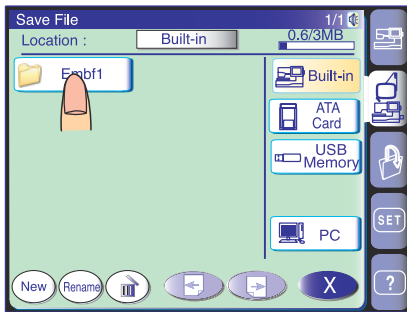 Save File 1/1
Location : Built-in 0.6/3MB
Embf1
Built-in
ATA
Card
USB
Memory
PC
SET
New Rename X ?